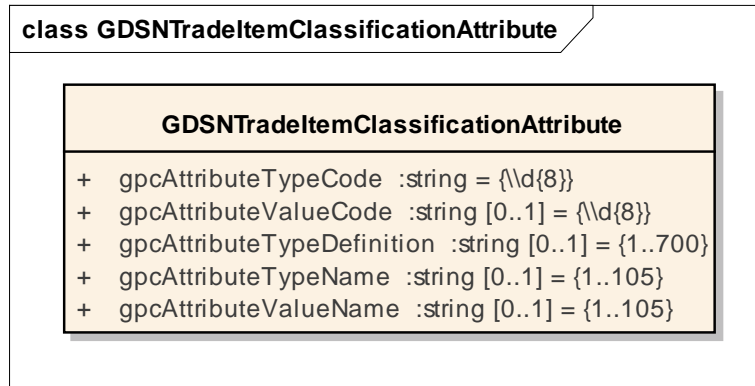 class GDSNTradeItemClassificationAttribute
GDSNTradeItemClassificationAttribute
+ gpcAttributeTypeCode :string = {\\d{8}}
+ gpcAttributeValueCode :string [0..1] = {\\d{8}}
+ gpcAttributeTypeDefinition :string [0..1] = {1..700}
+ gpcAttributeTypeName :string [0..1] = {1..105}
+ gpcAttributeValueName :string [0..1] = {1..105}